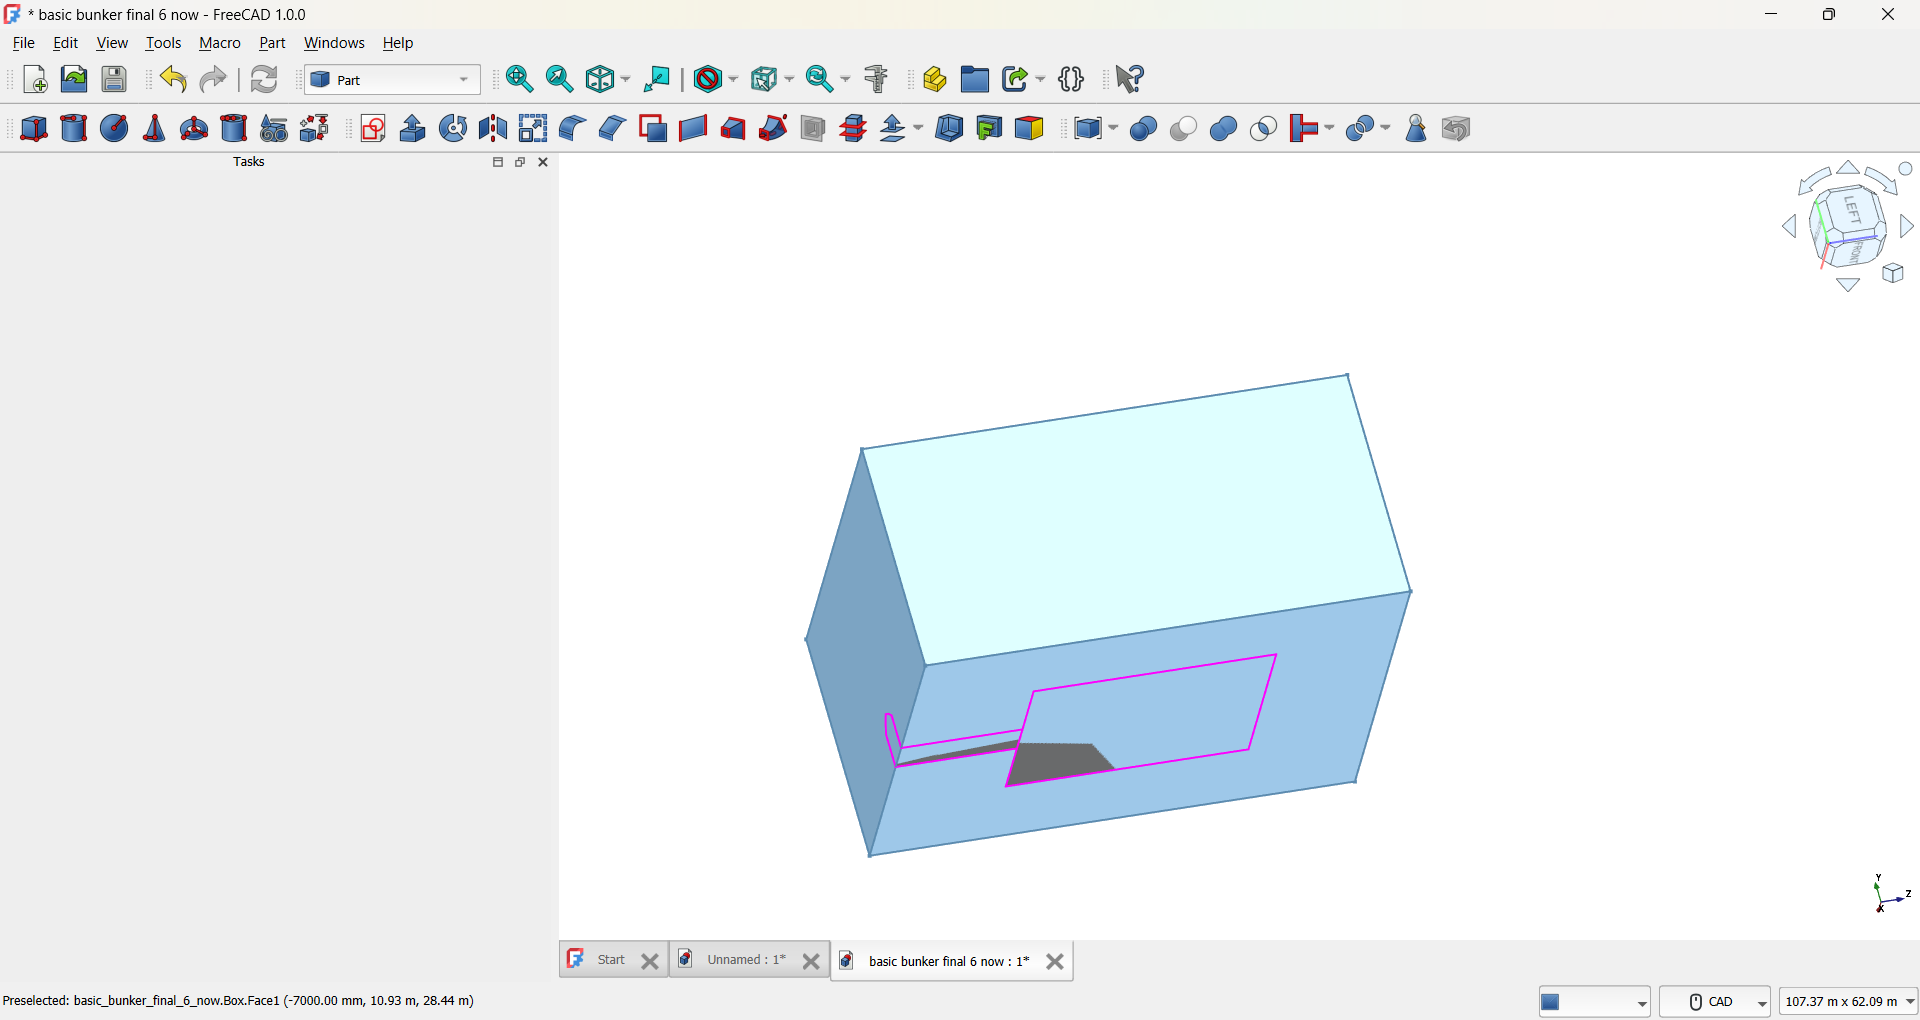 * basic bunker final 6 now - FreeCAD 1.0.0
File Edit View Tools Macro Part Windows Help
Part
Tasks
LEFT
FRONT
Y
Z
X
Start
Unnamed : 1*
basic bunker final 6 now : 1*
Preselected: basic_bunker_final_6_now.Box.Face1 (-7000.00 mm, 10.93 m, 28.44 m)
CAD
107.37 m x 62.09 m